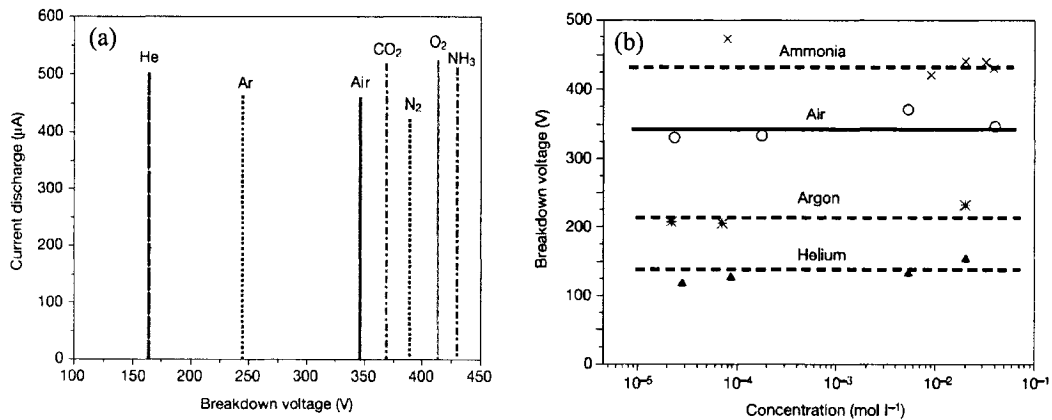 (a)
Current discharge (μA)
600
500
400
300
200
100
0
He
Ar
Air
CO₂
N₂
O₂
NH₃
100 150 200 250 300 350 400 450
Breakdown voltage (V)
(b)
Breakdown voltage (V)
500
400
300
200
100
0
Ammonia
Air
Argon
Helium
10⁻⁵ 10⁻⁴ 10⁻³ 10⁻² 10⁻¹
Concentration (mol l⁻¹)